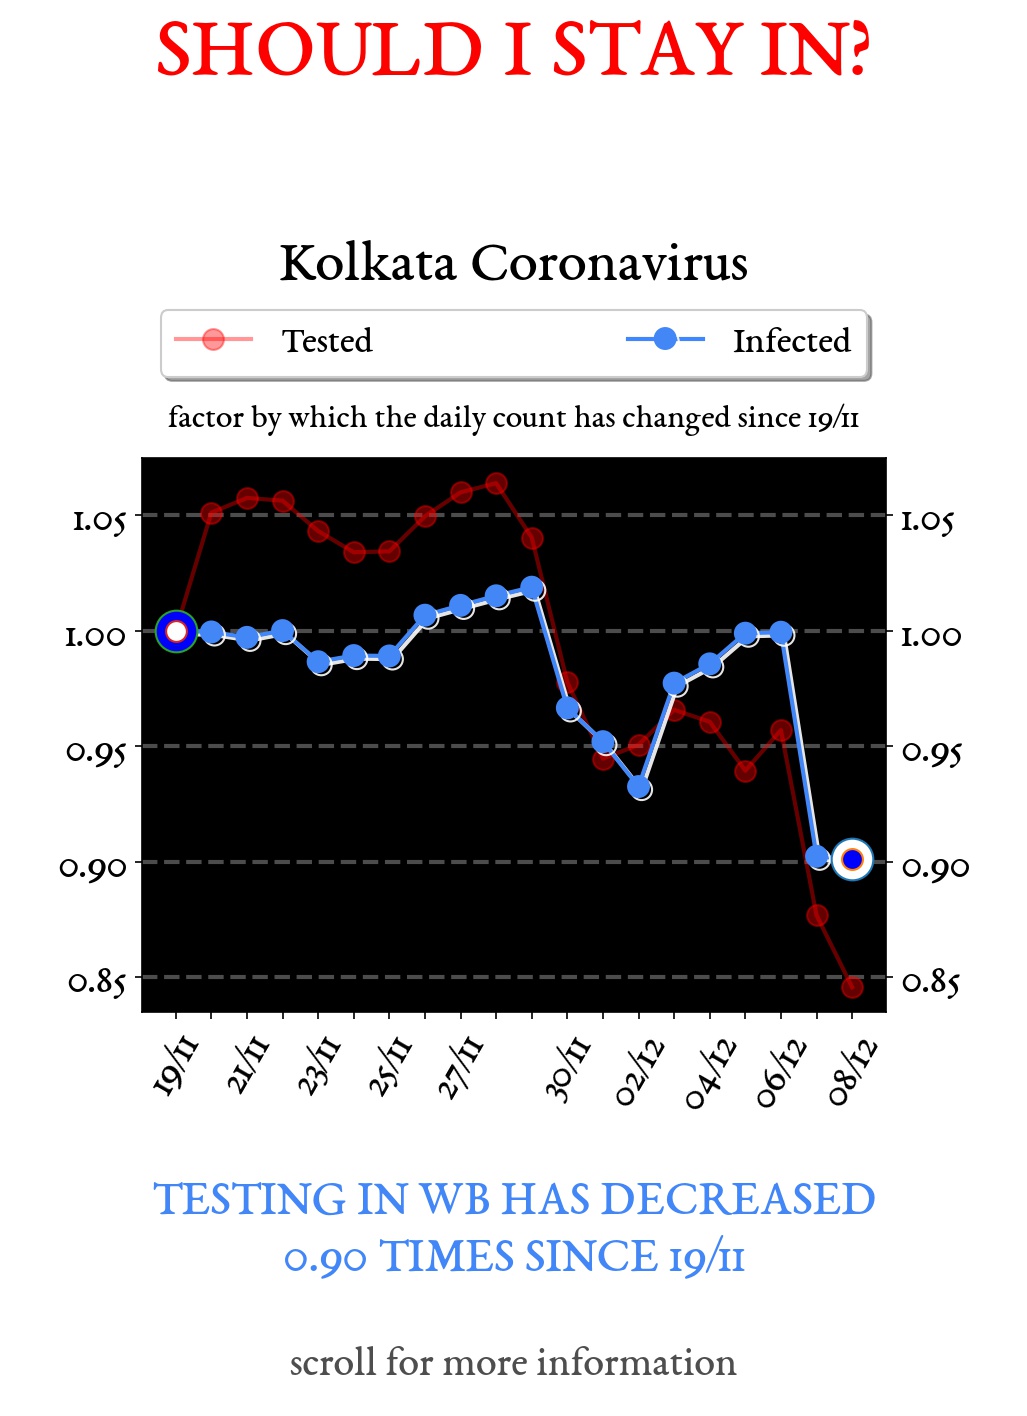 SHOULD I STAY IN?
Kolkata Coronavirus
Tested Infected
factor by which the daily count has changed since 19/11
1.05 1.05
1.00 1.00
0.95 0.95
0.90 0.90
0.85 0.85
19/11 21/11 23/11 25/11 27/11 30/11 02/12 04/12 06/12 08/12
TESTING IN WB HAS DECREASED
0.90 TIMES SINCE 19/11
scroll for more information